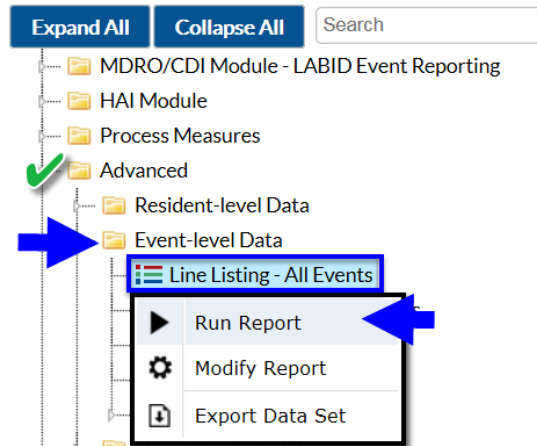 Expand All
Collapse All
Search
MDRO/CDI Module - LABID Event Reporting
HAI Module
Process Measures
Advanced
Resident-level Data
Event-level Data
Line Listing - All Events
Run Report
Modify Report
Export Data Set